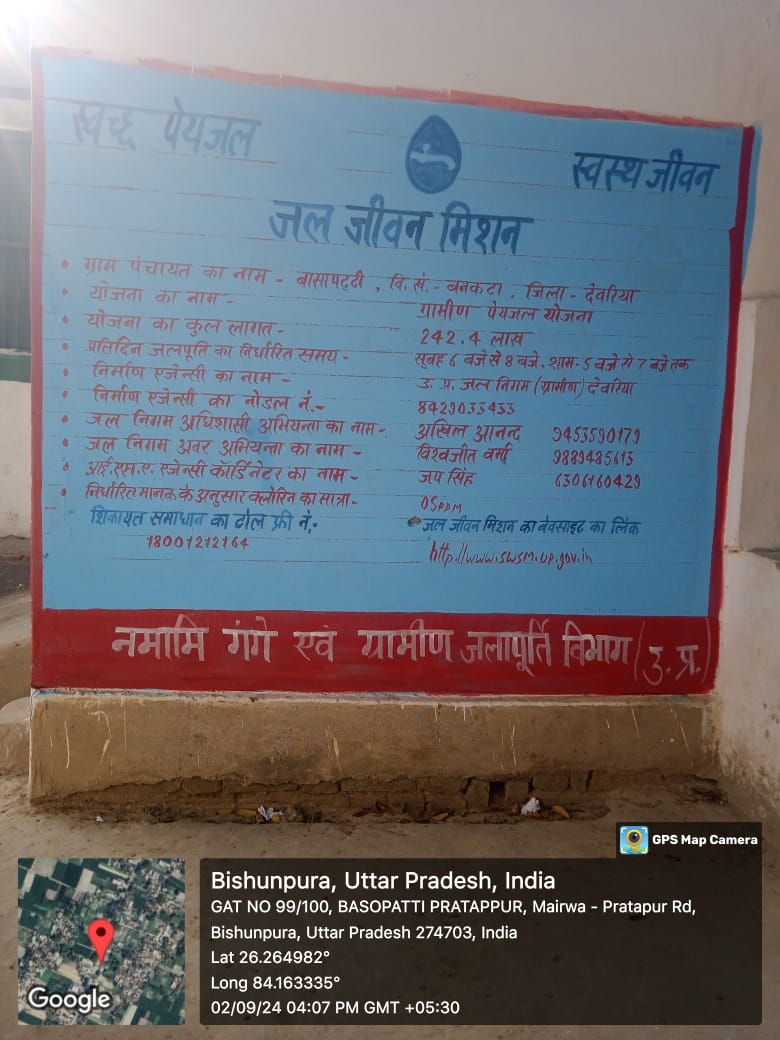 स्वच्छ पेयजल
स्वस्थ जीवन
जल जीवन मिशन
• ग्राम पंचायत का नाम - बासापट्टी , वि.खं.- बनकटा , जिला - देवरिया
• योजना का नाम - ग्रामीण पेयजल योजना
• योजना का कुल लागत - 242.4 लाख
• प्रतिदिन जलपूर्ति का निर्धारित समय - सुबह 6 बजे से 8 बजे, शाम: 5 बजे से 7 बजे तक
• निर्माण एजेन्सी का नाम - उ. प्र. जल निगम (ग्रामीण) देवरिया
• निर्माण एजेन्सी का नोडल नं.- 8429033433
• जल निगम अधिशासी अभियन्ता का नाम - अखिल आनन्द 9453590179
• जल निगम अवर अभियन्ता का नाम - विश्वजीत वर्मा 9889485613
• आई.एस.ए. एजेन्सी कार्डिनेटर का नाम - जय सिंह 6306160429
• निर्धारित मानक के अनुसार क्लोरिन का मात्रा - 05ppm
शिकायत समाधान का टोल फ्री नं.- जल जीवन मिशन का वेवसाइट का लिंक
18001212164 http://www.swsm.up.gov.in
नमामि गंगे एवं ग्रामीण जलापूर्ति विभाग (उ. प्र.)
GPS Map Camera
Bishunpura, Uttar Pradesh, India
GAT NO 99/100, BASOPATTI PRATAPPUR, Mairwa - Pratapur Rd,
Bishunpura, Uttar Pradesh 274703, India
Lat 26.264982°
Long 84.163335°
02/09/24 04:07 PM GMT +05:30
Google